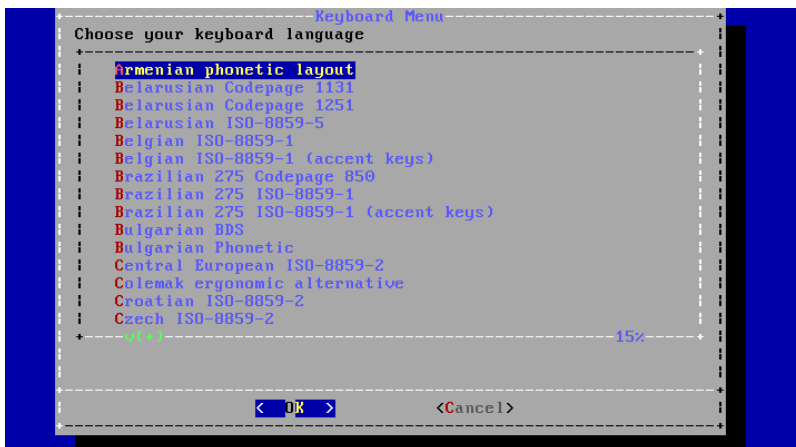 Keyboard Menu
Choose your keyboard language
Armenian phonetic layout
Belarusian Codepage 1131
Belarusian Codepage 1251
Belarusian ISO-8859-5
Belgian ISO-8859-1
Belgian ISO-8859-1 (accent keys)
Brazilian 275 Codepage 850
Brazilian 275 ISO-8859-1
Brazilian 275 ISO-8859-1 (accent keys)
Bulgarian BDS
Bulgarian Phonetic
Central European ISO-8859-2
Colemak ergonomic alternative
Croatian ISO-8859-2
Czech ISO-8859-2
v(+) 15%
< OK > <Cancel>